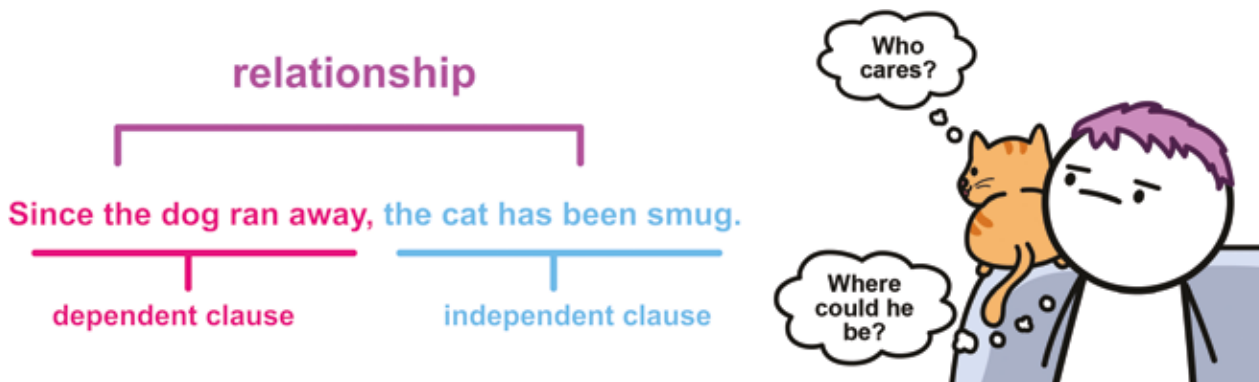 relationship
Since the dog ran away, the cat has been smug.
dependent clause
independent clause
Who
cares?
Where
could he
be?